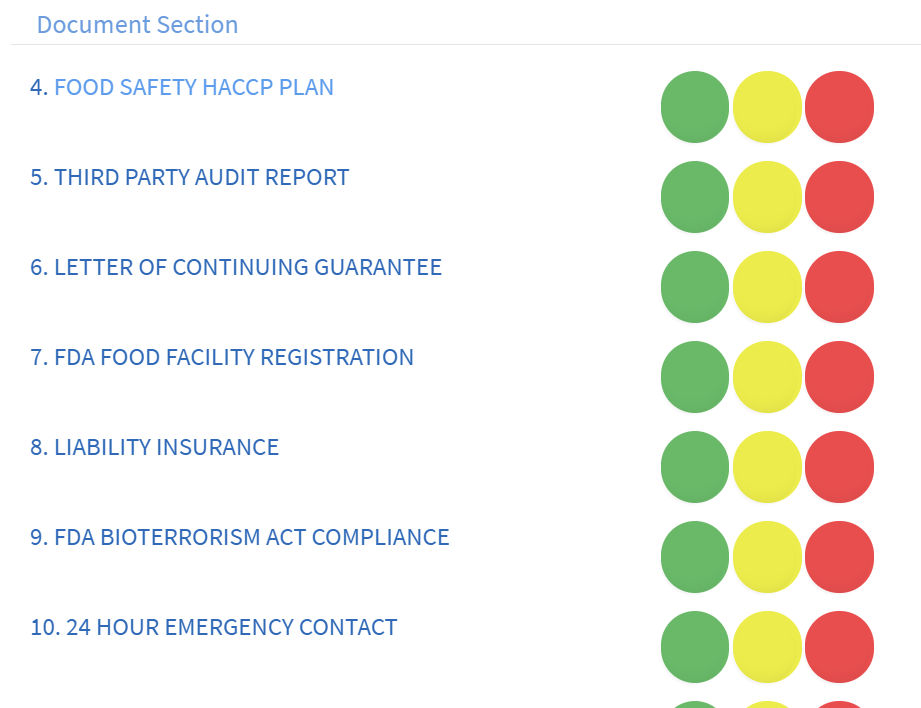 Document Section
4. FOOD SAFETY HACCP PLAN
5. THIRD PARTY AUDIT REPORT
6. LETTER OF CONTINUING GUARANTEE
7. FDA FOOD FACILITY REGISTRATION
8. LIABILITY INSURANCE
9. FDA BIOTERRORISM ACT COMPLIANCE
10. 24 HOUR EMERGENCY CONTACT